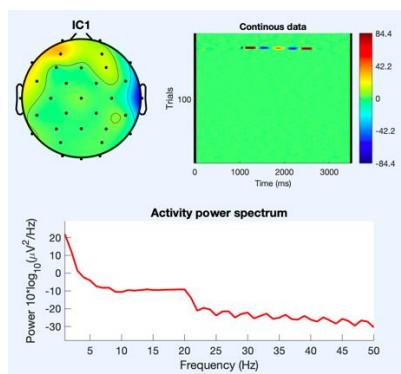 IC1
Continous data
84.4
42.2
0
-42.2
-84.4
Trials
100
0 1000 2000 3000
Time (ms)
Activity power spectrum
Power 10*log10(μV2/Hz)
20
10
0
-10
-20
-30
5 10 15 20 25 30 35 40 45 50
Frequency (Hz)